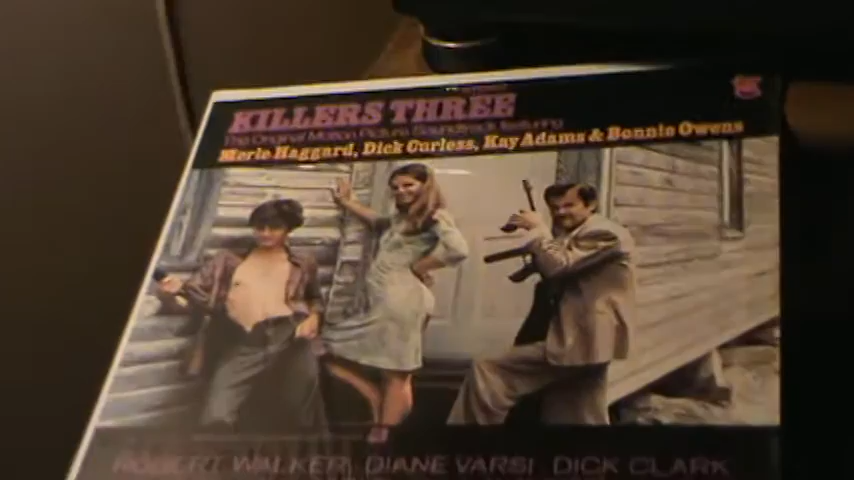 KILLERS THREE
The Original Motion Picture Soundtrack featuring
Merle Haggard, Dick Curless, Kay Adams & Bonnie Owens
ROBERT WALKER DIANE VARSI DICK CLARK